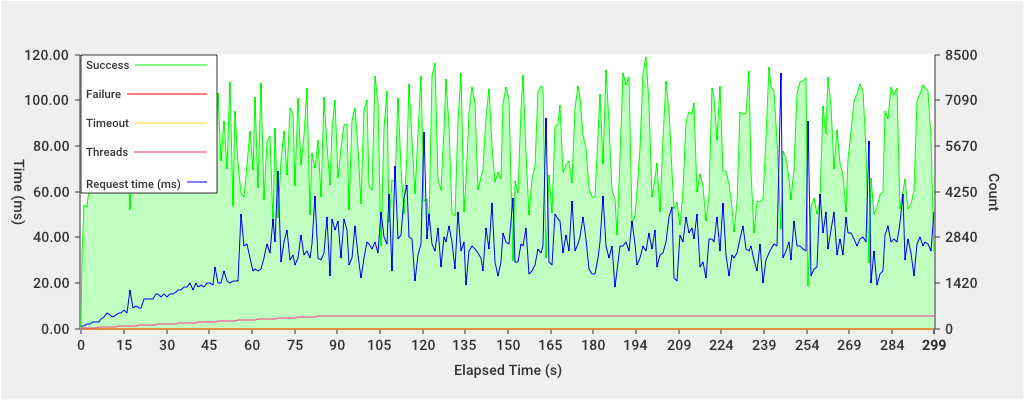 120.00
100.00
80.00
60.00
40.00
20.00
0.00
Time (ms)
Success
Failure
Timeout
Threads
Request time (ms)
8500
7090
5670
4250
2840
1420
0
Count
0 15 30 45 60 75 90 105 120 135 150 165 180 194 209 224 239 254 269 284 299
Elapsed Time (s)